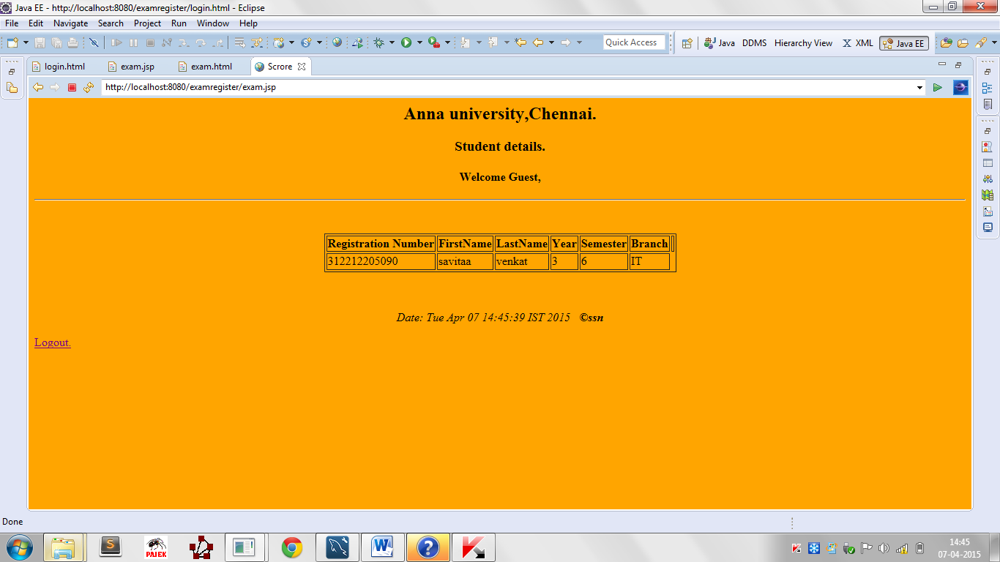 Java EE - http://localhost:8080/examregister/login.html - Eclipse
File Edit Navigate Search Project Run Window Help
Quick Access Java DDMS Hierarchy View X XML Java EE
login.html exam.jsp exam.html Scrore
http://localhost:8080/examregister/exam.jsp
Anna university,Chennai.
Student details.
Welcome Guest,
Registration Number FirstName LastName Year Semester Branch
312212205090 savitaa venkat 3 6 IT
Date: Tue Apr 07 14:45:39 IST 2015 ©ssn
Logout.
Done
S PAJEK W ? K
K 14:45
07-04-2015